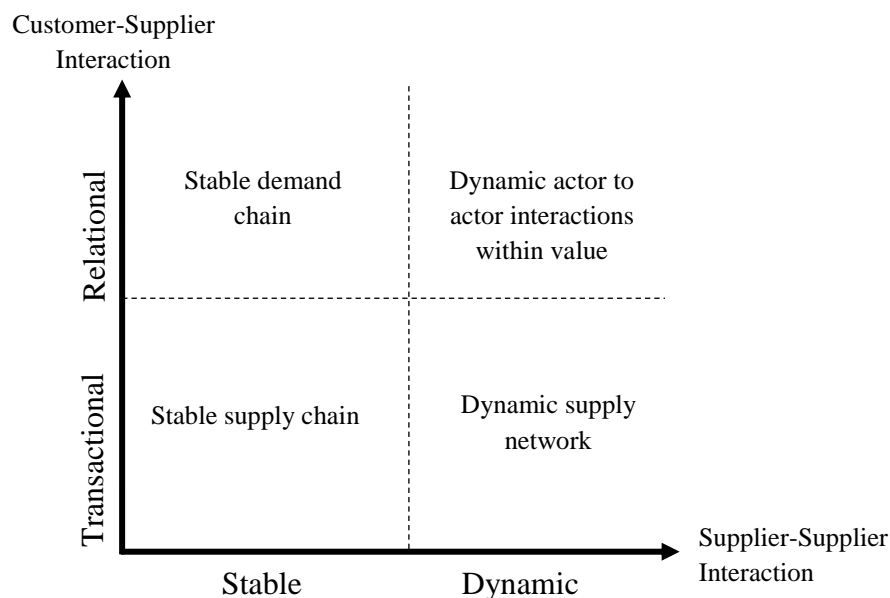 Customer-Supplier
Interaction
Relational
Stable demand
chain
Dynamic actor to
actor interactions
within value
Transactional
Stable supply chain
Dynamic supply
network
Supplier-Supplier
Interaction
Stable
Dynamic